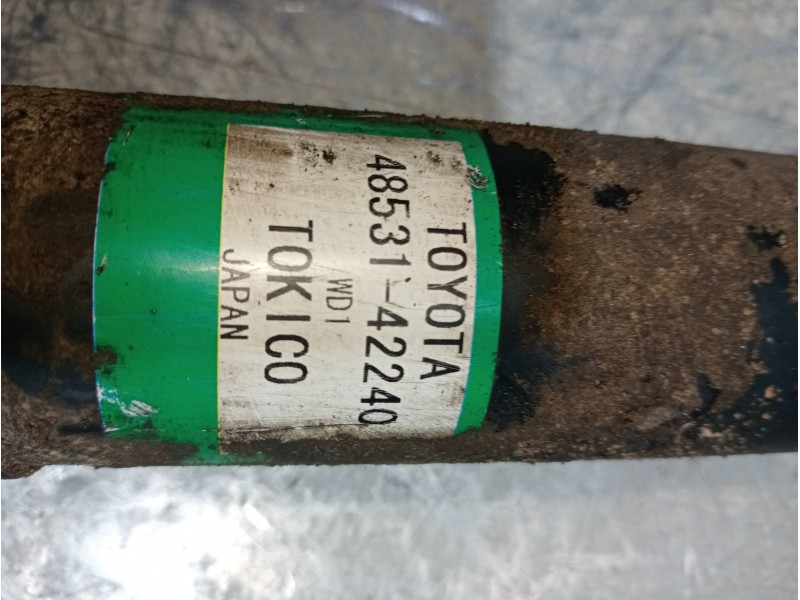 TOYOTA
48531-42240
WD1
TOKICO
JAPAN